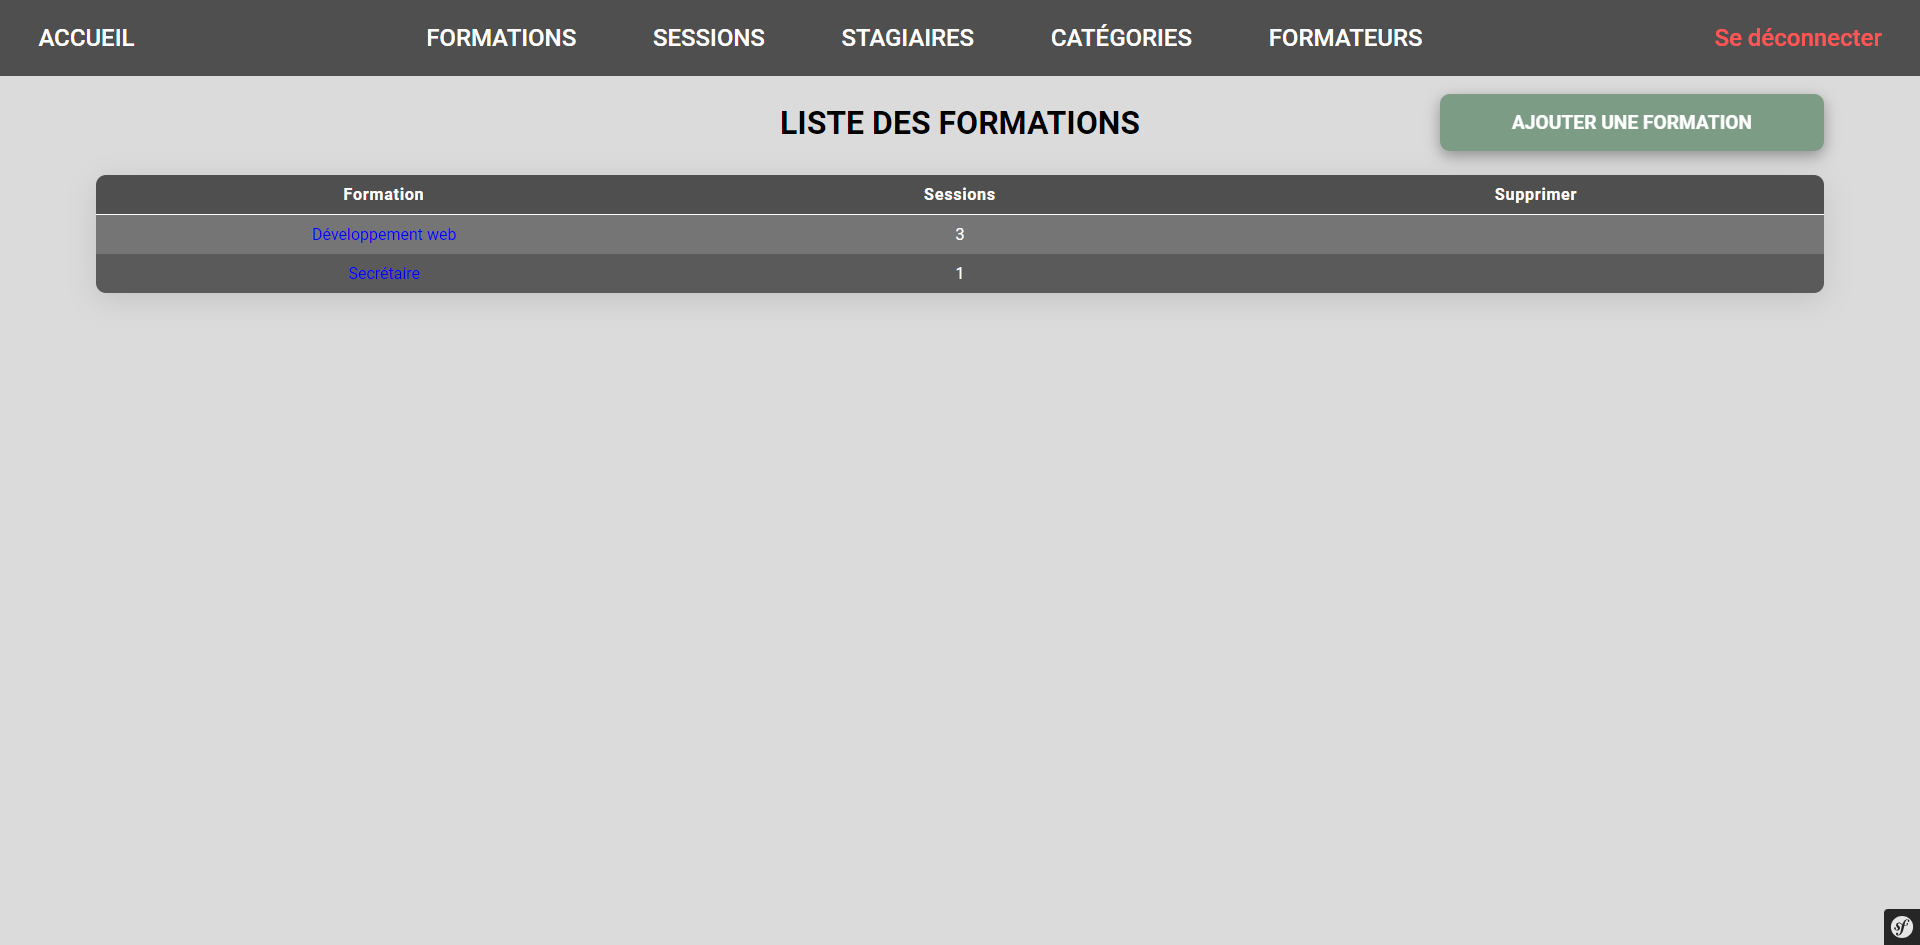 ACCUEIL FORMATIONS SESSIONS STAGIAIRES CATÉGORIES FORMATEURS Se déconnecter
LISTE DES FORMATIONS
AJOUTER UNE FORMATION
Formation Sessions Supprimer
Développement web 3
Secrétaire 1
sf